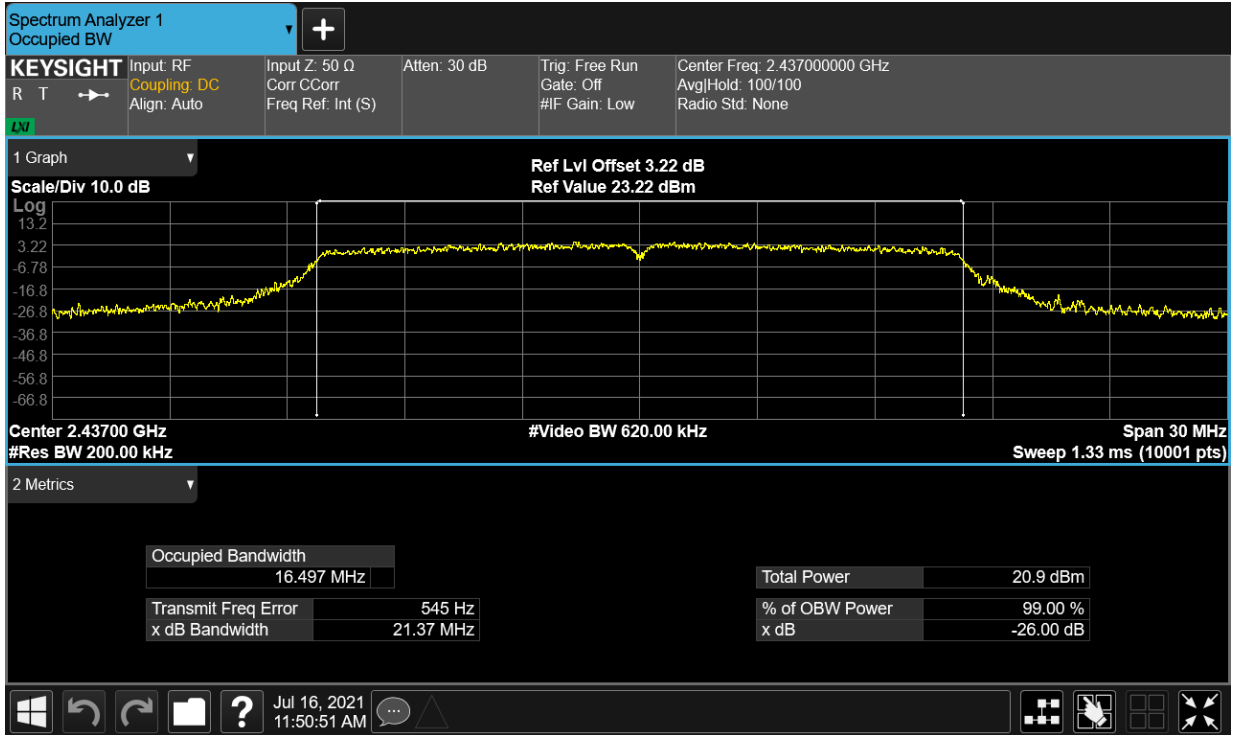 Spectrum Analyzer 1
Occupied BW
KEYSIGHT
R T
LXI
Input: RF
Coupling: DC
Align: Auto
Input Z: 50 Ω
Corr CCorr
Freq Ref: Int (S)
Atten: 30 dB
Trig: Free Run
Gate: Off
#IF Gain: Low
Center Freq: 2.437000000 GHz
Avg|Hold: 100/100
Radio Std: None
1 Graph
Scale/Div 10.0 dB
Ref Lvl Offset 3.22 dB
Ref Value 23.22 dBm
Log
13.2
3.22
-6.78
-16.8
-26.8
-36.8
-46.8
-56.8
-66.8
Center 2.43700 GHz
#Res BW 200.00 kHz
#Video BW 620.00 kHz
Span 30 MHz
Sweep 1.33 ms (10001 pts)
2 Metrics
Occupied Bandwidth
16.497 MHz
Transmit Freq Error 545 Hz
x dB Bandwidth 21.37 MHz
Total Power 20.9 dBm
% of OBW Power 99.00 %
x dB -26.00 dB
?
Jul 16, 2021
11:50:51 AM